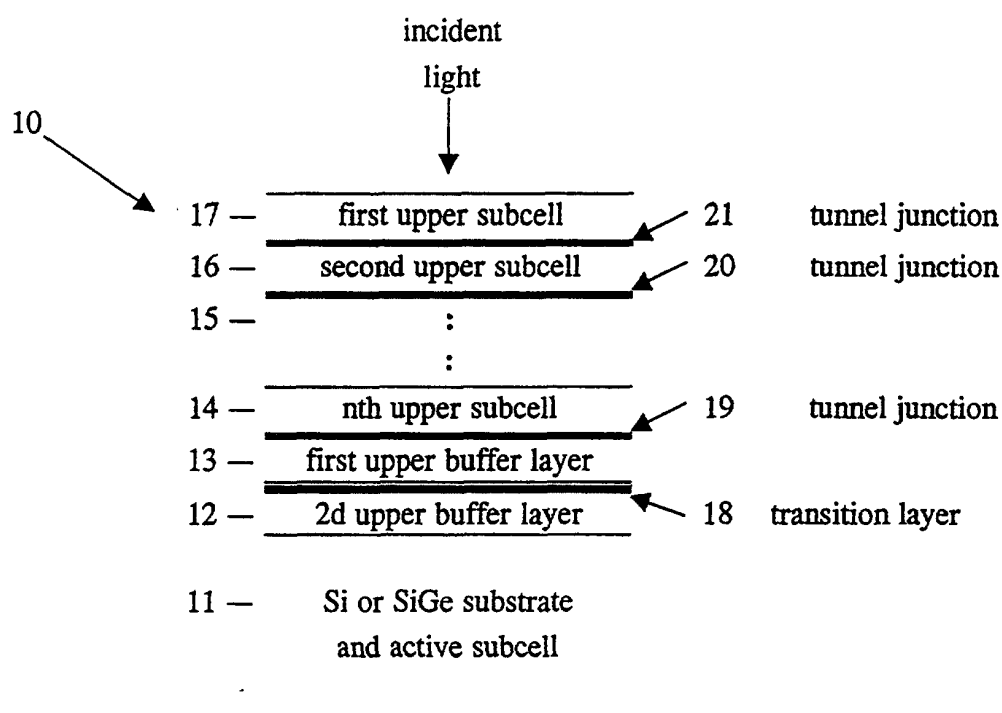 incident
light
10
17 — first upper subcell 21 tunnel junction
16 — second upper subcell 20 tunnel junction
15 — :
:
14 — nth upper subcell 19 tunnel junction
13 — first upper buffer layer
12 — 2d upper buffer layer 18 transition layer
11 — Si or SiGe substrate
and active subcell